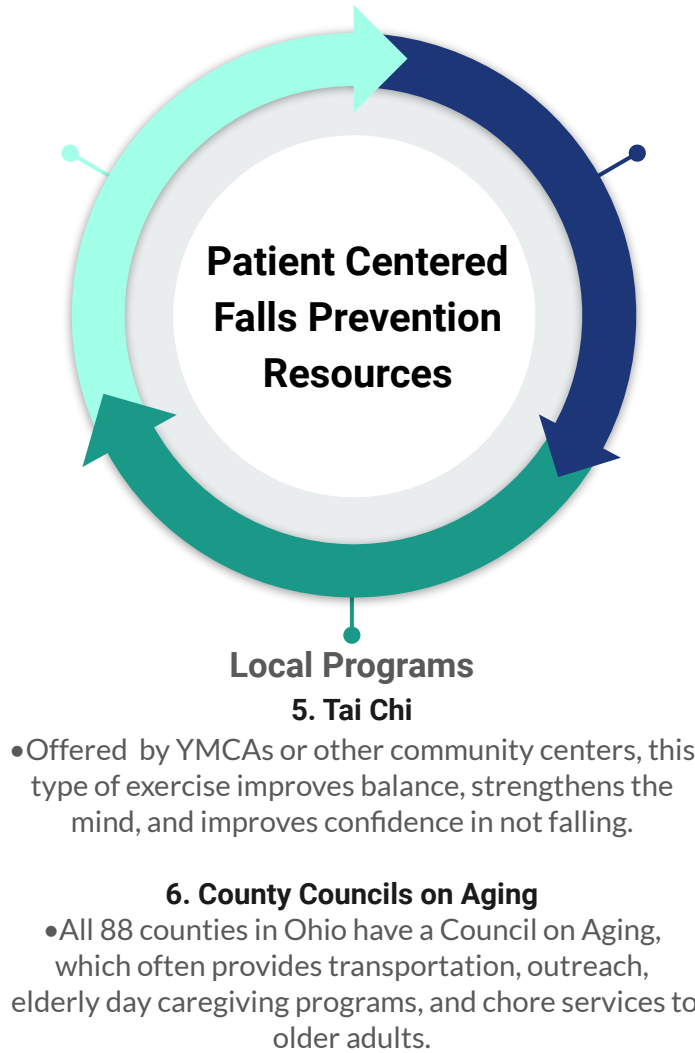 Patient Centered
Falls Prevention
Resources
Local Programs
5. Tai Chi
•Offered  by YMCAs or other community centers, this
type of exercise improves balance, strengthens the
mind, and improves confidence in not falling.
6. County Councils on Aging
•All 88 counties in Ohio have a Council on Aging,
which often provides transportation, outreach,
elderly day caregiving programs, and chore services to
older adults.